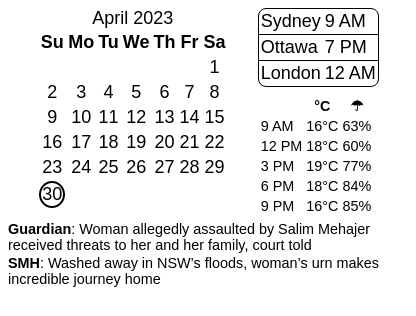 April 2023
Su Mo Tu We Th Fr Sa
1
2 3 4 5 6 7 8
9 10 11 12 13 14 15
16 17 18 19 20 21 22
23 24 25 26 27 28 29
30
Sydney 9 AM
Ottawa 7 PM
London 12 AM
°C ☂
9 AM 16°C 63%
12 PM 18°C 60%
3 PM 19°C 77%
6 PM 18°C 84%
9 PM 16°C 85%
Guardian: Woman allegedly assaulted by Salim Mehajer
received threats to her and her family, court told
SMH: Washed away in NSW’s floods, woman’s urn makes
incredible journey home